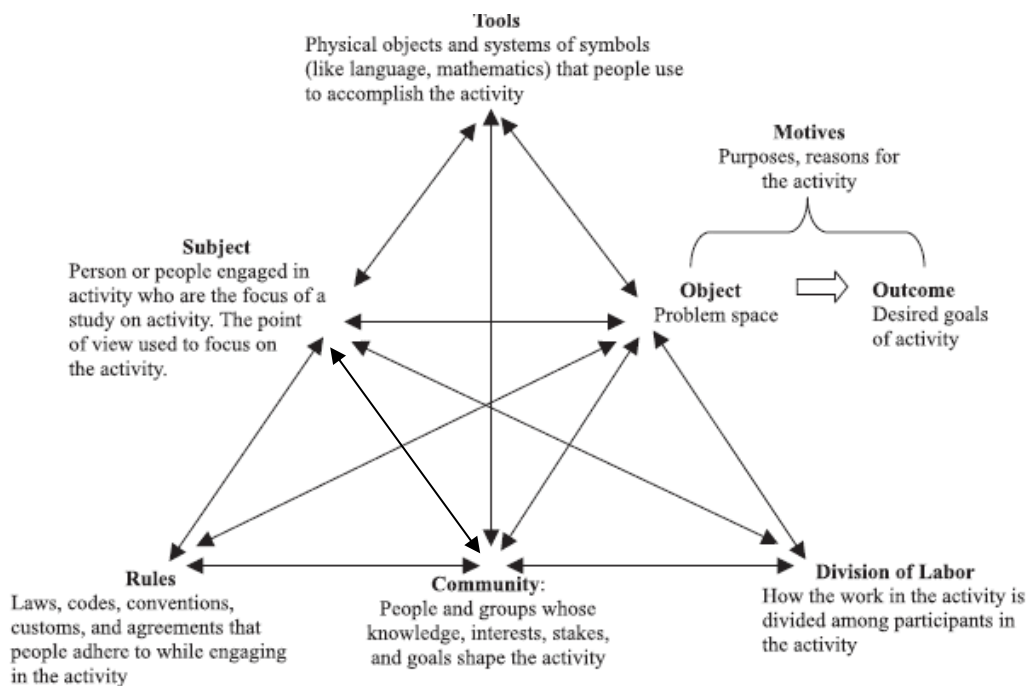 Tools
Physical objects and systems of symbols
(like language, mathematics) that people use
to accomplish the activity
Motives
Purposes, reasons for
the activity
Subject
Person or people engaged in
activity who are the focus of a
study on activity. The point
of view used to focus on
the activity.
Object
Problem space
Outcome
Desired goals
of activity
Rules
Laws, codes, conventions,
customs, and agreements that
people adhere to while engaging
in the activity
Community:
People and groups whose
knowledge, interests, stakes,
and goals shape the activity
Division of Labor
How the work in the activity is
divided among participants in
the activity